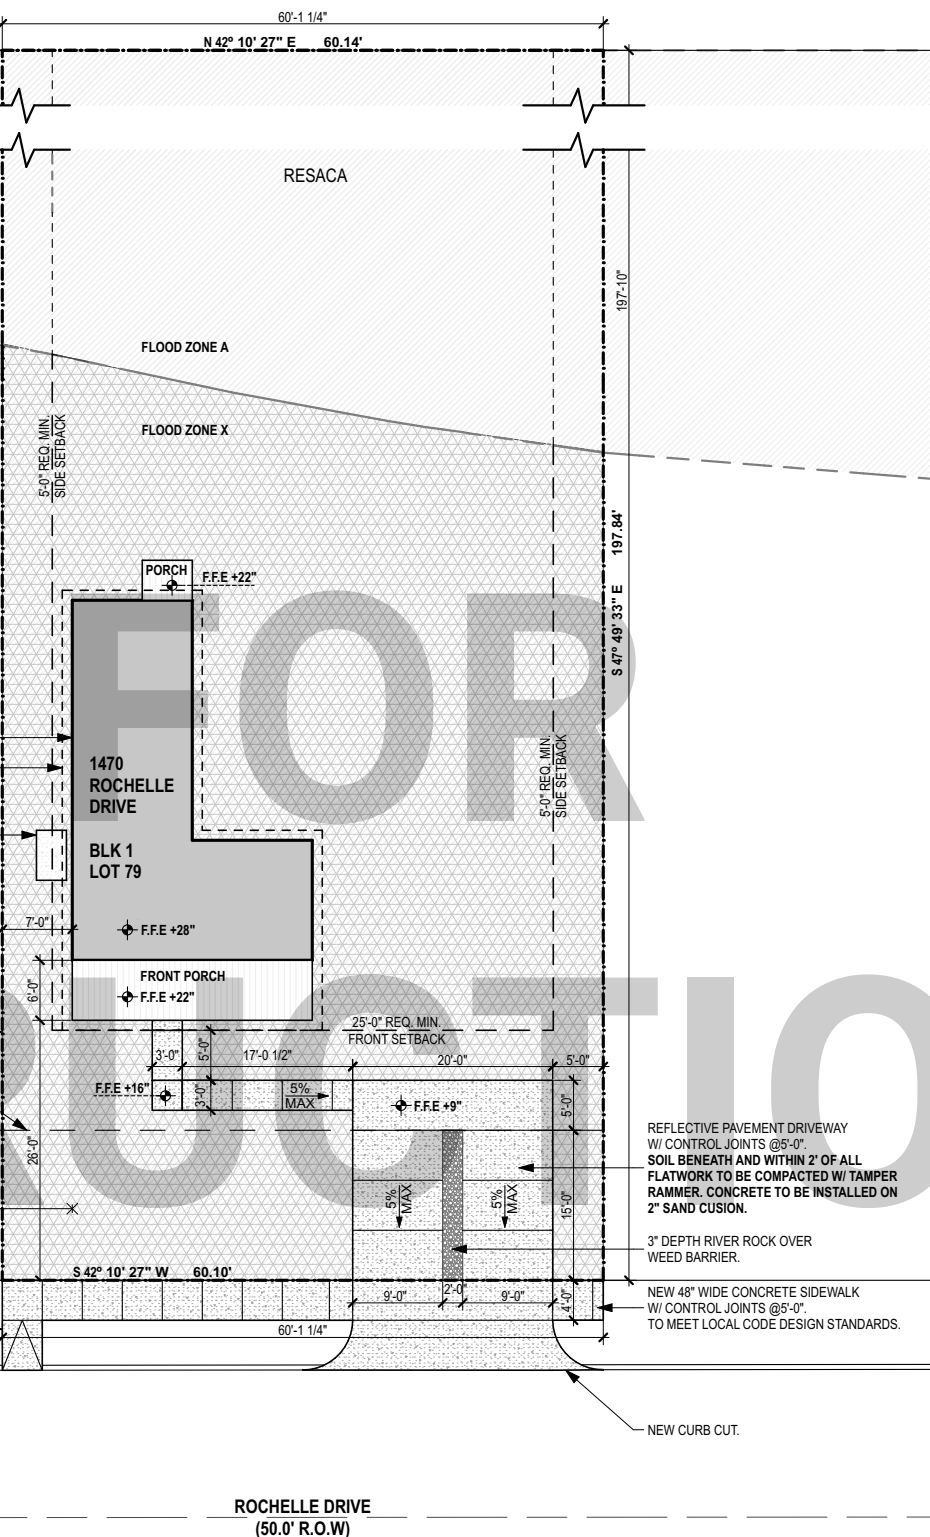 60'-1 1/4"
N 42º 10' 27" E 60.14'
RESACA
197'-10"
FLOOD ZONE A
FLOOD ZONE X
5'-0" REQ. MIN.
SIDE SETBACK
S 47º 49' 33" E 197.84'
PORCH
F.F.E +22"
FOR
5'-0" REQ. MIN.
SIDE SETBACK
1470
ROCHELLE
DRIVE
BLK 1
LOT 79
7'-0"
F.F.E +28"
FRONT PORCH
6'-0"
F.F.E +22"
RUCTIO
25'-0" REQ. MIN.
FRONT SETBACK
3'-0"
5'-0"
17'-0 1/2"
20'-0"
5'-0"
F.F.E +16"
3'-0"
5%
MAX
F.F.E +9"
5'-0"
26'-0"
REFLECTIVE PAVEMENT DRIVEWAY
W/ CONTROL JOINTS @5'-0".
SOIL BENEATH AND WITHIN 2' OF ALL
FLATWORK TO BE COMPACTED W/ TAMPER
RAMMER. CONCRETE TO BE INSTALLED ON
2" SAND CUSION.
5%
MAX
5%
MAX
15'-0"
3" DEPTH RIVER ROCK OVER
WEED BARRIER.
S 42º 10' 27" W 60.10'
9'-0"
2'-0"
9'-0"
4'-0"
NEW 48" WIDE CONCRETE SIDEWALK
W/ CONTROL JOINTS @5'-0".
TO MEET LOCAL CODE DESIGN STANDARDS.
60'-1 1/4"
NEW CURB CUT.
ROCHELLE DRIVE
(50.0' R.O.W)